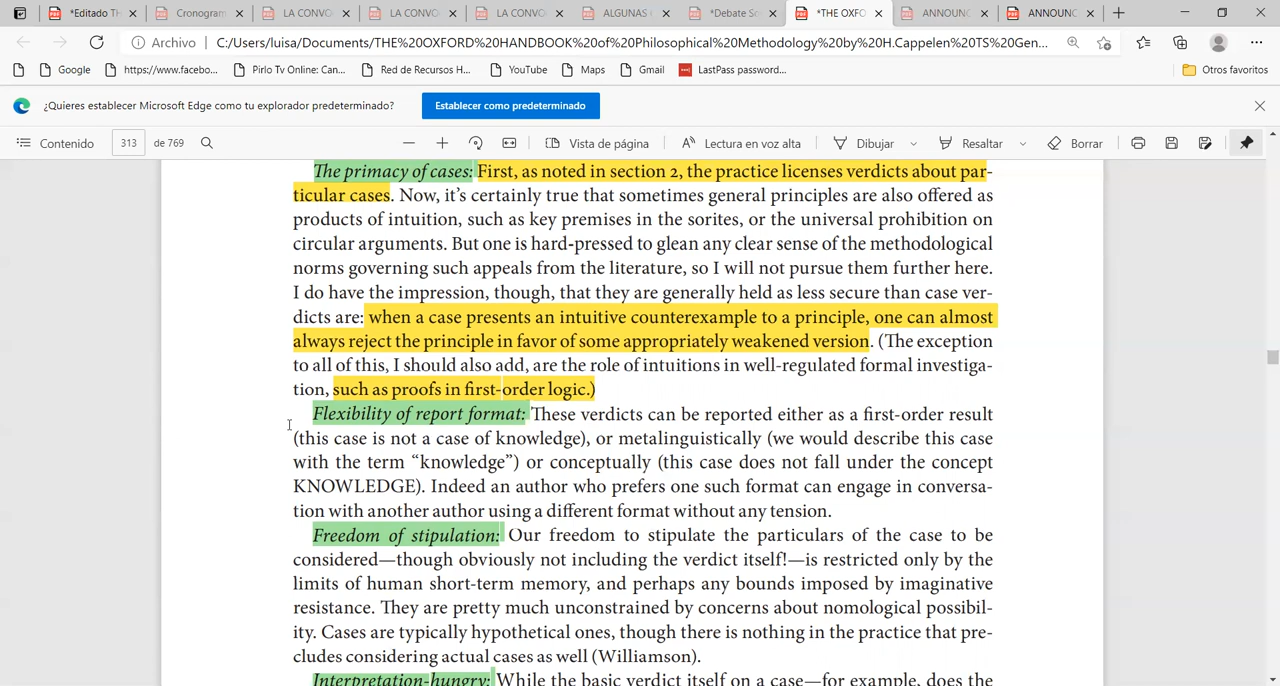 *Editado TH
Cronogram
LA CONVO
LA CONVO
LA CONVO
ALGUNAS
*Debate So
*THE OXFO
ANNOUNC
ANNOUNC
Archivo C:/Users/luisa/Documents/THE%20OXFORD%20HANDBOOK%20of%20Philosophical%20Methodology%20by%20H.Cappelen%20TS%20Gen...
Google https://www.facebo... Pirlo Tv Online: Can... Red de Recursos H... YouTube Maps Gmail LastPass password... Otros favoritos
¿Quieres establecer Microsoft Edge como tu explorador predeterminado? Establecer como predeterminado
Contenido 313 de 769 Vista de página Lectura en voz alta Dibujar Resaltar Borrar
The primacy of cases: First, as noted in section 2, the practice licenses verdicts about par-
ticular cases. Now, it's certainly true that sometimes general principles are also offered as
products of intuition, such as key premises in the sorites, or the universal prohibition on
circular arguments. But one is hard-pressed to glean any clear sense of the methodological
norms governing such appeals from the literature, so I will not pursue them further here.
I do have the impression, though, that they are generally held as less secure than case ver-
dicts are: when a case presents an intuitive counterexample to a principle, one can almost
always reject the principle in favor of some appropriately weakened version. (The exception
to all of this, I should also add, are the role of intuitions in well-regulated formal investiga-
tion, such as proofs in first-order logic.)
Flexibility of report format: These verdicts can be reported either as a first-order result
(this case is not a case of knowledge), or metalinguistically (we would describe this case
with the term “knowledge”) or conceptually (this case does not fall under the concept
KNOWLEDGE). Indeed an author who prefers one such format can engage in conversa-
tion with another author using a different format without any tension.
Freedom of stipulation: Our freedom to stipulate the particulars of the case to be
considered—though obviously not including the verdict itself!—is restricted only by the
limits of human short-term memory, and perhaps any bounds imposed by imaginative
resistance. They are pretty much unconstrained by concerns about nomological possibil-
ity. Cases are typically hypothetical ones, though there is nothing in the practice that pre-
cludes considering actual cases as well (Williamson).
Interpretation-hungry: While the basic verdict itself on a case—for example, does the